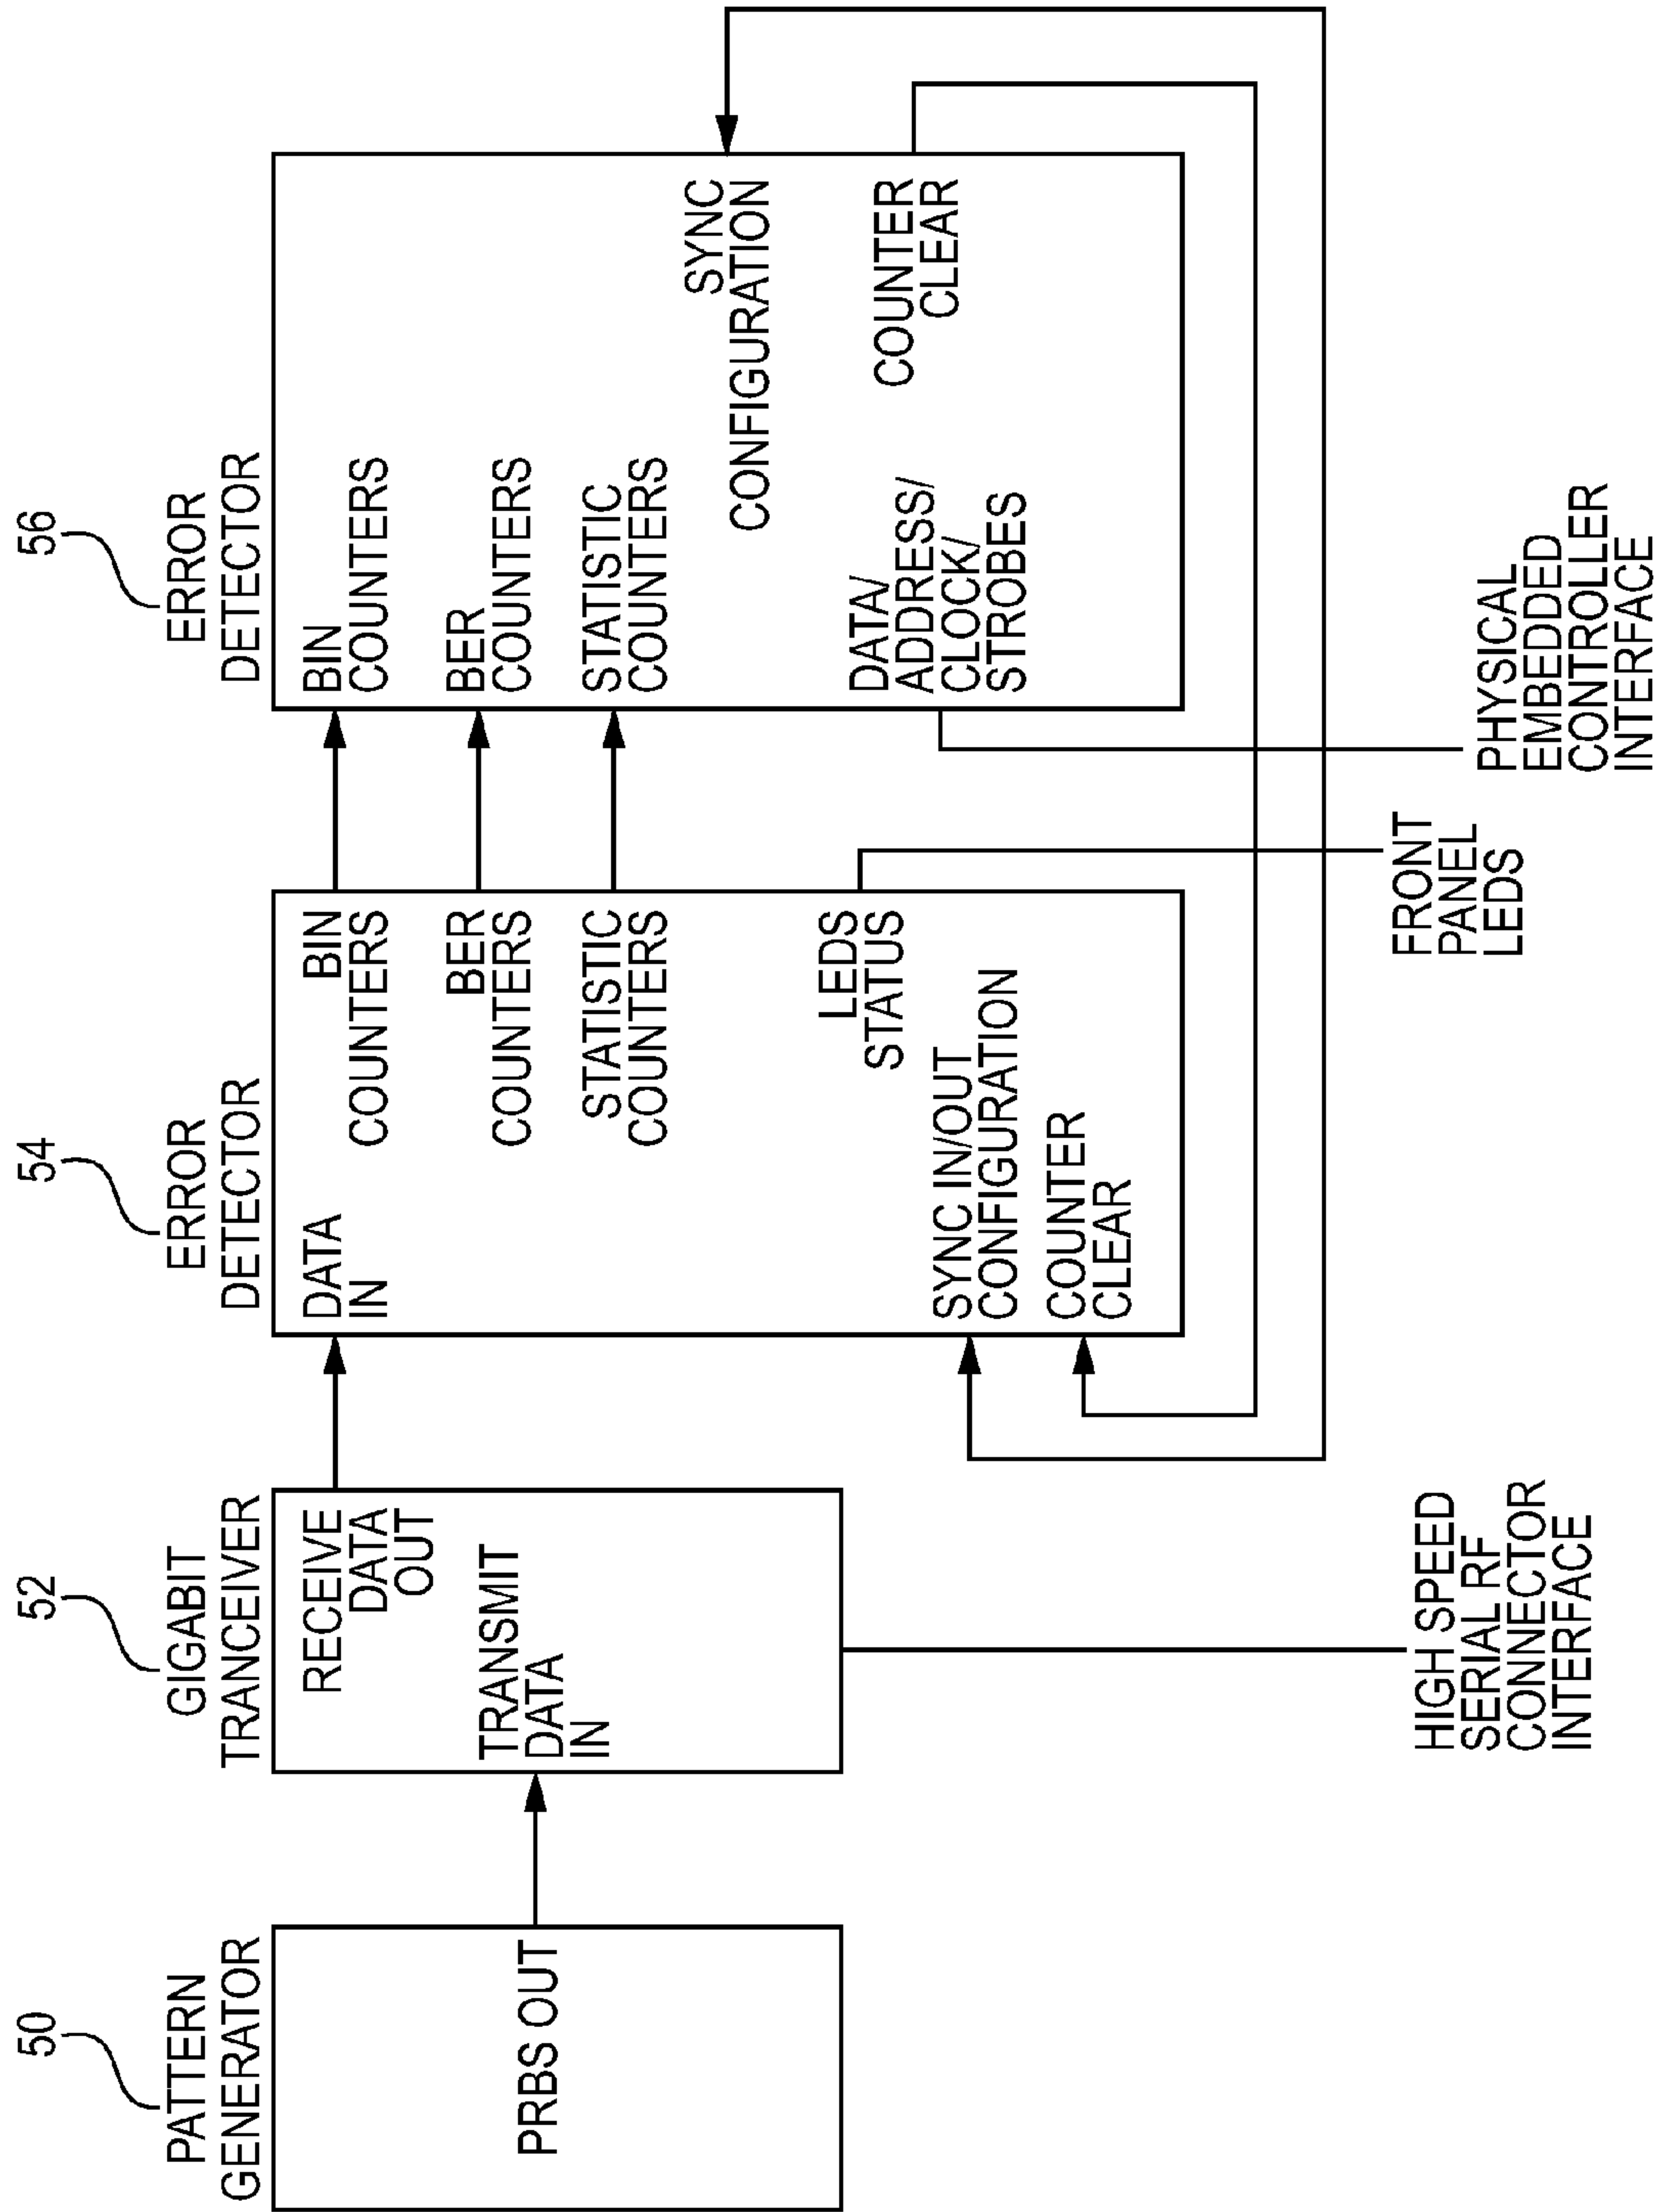 50
PATTERN
GENERATOR
PRBS OUT
52
GIGABIT
TRANCEIVER
RECEIVE
DATA
OUT
TRANSMIT
DATA
IN
HIGH SPEED
SERIAL RF
CONNECTOR
INTERFACE
54
ERROR
DETECTOR
DATA
IN
BIN
COUNTERS
BER
COUNTERS
STATISTIC
COUNTERS
LEDS
STATUS
SYNC IN/OUT
CONFIGURATION
COUNTER
CLEAR
FRONT
PANEL
LEDS
56
ERROR
DETECTOR
BIN
COUNTERS
BER
COUNTERS
STATISTIC
COUNTERS
SYNC
CONFIGURATION
DATA/
ADDRESS/
CLOCK/
STROBES
COUNTER
CLEAR
PHYSICAL
EMBEDDED
CONTROLLER
INTERFACE